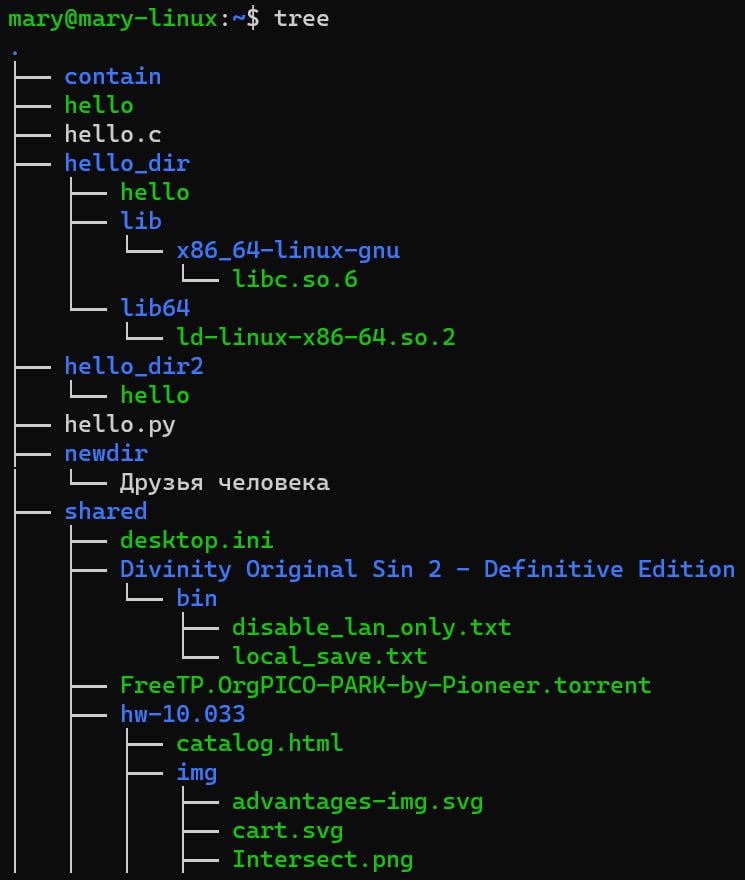 mary@mary-linux:~$ tree
.
├── contain
├── hello
├── hello.c
├── hello_dir
│   ├── hello
│   ├── lib
│   │   └── x86_64-linux-gnu
│   │       └── libc.so.6
│   └── lib64
│       └── ld-linux-x86-64.so.2
├── hello_dir2
│   └── hello
├── hello.py
├── newdir
│   └── Друзья человека
├── shared
│   ├── desktop.ini
│   ├── Divinity Original Sin 2 - Definitive Edition
│   │   └── bin
│   │       ├── disable_lan_only.txt
│   │       └── local_save.txt
│   ├── FreeTP.OrgPICO-PARK-by-Pioneer.torrent
│   ├── hw-10.033
│   │   ├── catalog.html
│   │   ├── img
│   │   │   ├── advantages-img.svg
│   │   │   ├── cart.svg
│   │   │   ├── Intersect.png